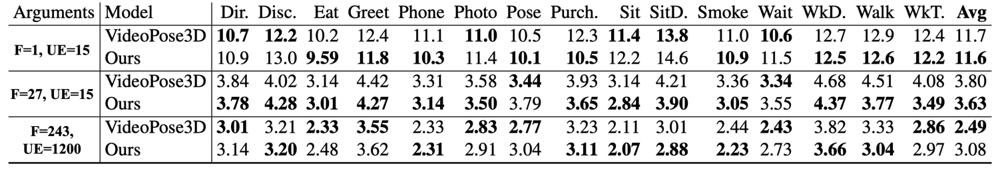 Arguments Model Dir. Disc. Eat Greet Phone Photo Pose Purch. Sit SitD. Smoke Wait WkD. Walk WkT. Avg
F=1, UE=15 VideoPose3D 10.7 12.2 10.2 12.4 11.1 11.0 10.5 12.3 11.4 13.8 11.0 10.6 12.7 12.9 12.4 11.7
Ours 10.9 13.0 9.59 11.8 10.3 11.4 10.1 10.5 12.2 14.6 10.9 11.5 12.5 12.6 12.2 11.6
F=27, UE=15 VideoPose3D 3.84 4.02 3.14 4.42 3.31 3.58 3.44 3.93 3.14 4.21 3.36 3.34 4.68 4.51 4.08 3.80
Ours 3.78 4.28 3.01 4.27 3.14 3.50 3.79 3.65 2.84 3.90 3.05 3.55 4.37 3.77 3.49 3.63
F=243, VideoPose3D 3.01 3.21 2.33 3.55 2.33 2.83 2.77 3.23 2.11 3.01 2.44 2.43 3.82 3.33 2.86 2.49
UE=1200 Ours 3.14 3.20 2.48 3.62 2.31 2.91 3.04 3.11 2.07 2.88 2.23 2.73 3.66 3.04 2.97 3.08